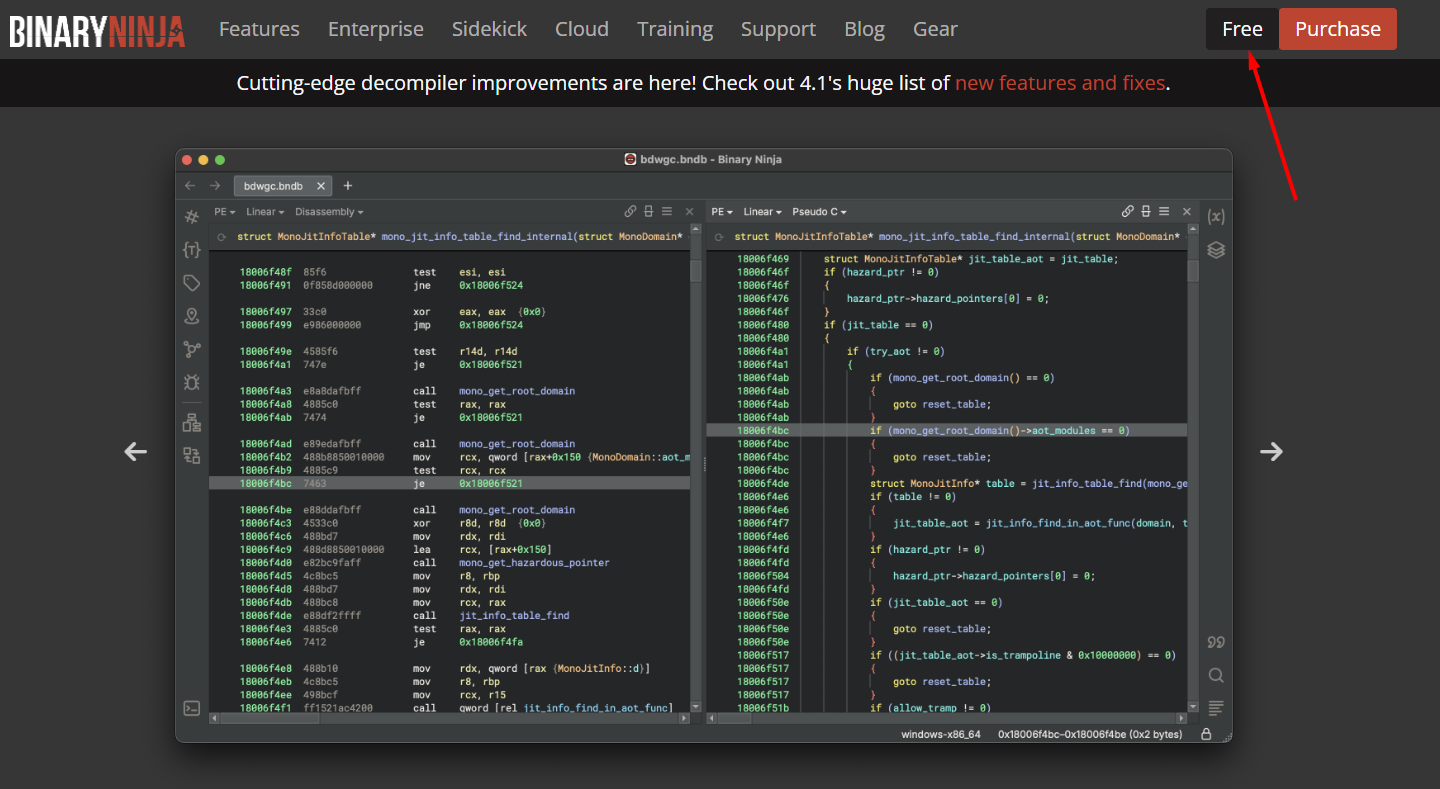 BINARYNINJA Features Enterprise Sidekick Cloud Training Support Blog Gear Free Purchase
Cutting-edge decompiler improvements are here! Check out 4.1's huge list of new features and fixes.
bdwgc.bndb - Binary Ninja
bdwgc.bndb
PE Linear Disassembly
struct MonoJitInfoTable* mono_jit_info_table_find_internal(struct MonoDomain*
18006f48f 85f6 test esi, esi
18006f491 0f858d000000 jne 0x18006f524
18006f497 33c0 xor eax, eax {0x0}
18006f499 e986000000 jmp 0x18006f524
18006f49e 4585f6 test r14d, r14d
18006f4a1 747e je 0x18006f521
18006f4a3 e8a8dafbff call mono_get_root_domain
18006f4a8 4885c0 test rax, rax
18006f4ab 7474 je 0x18006f521
18006f4ad e89edafbff call mono_get_root_domain
18006f4b2 488b8850010000 mov rcx, qword [rax+0x150 {MonoDomain::aot_m
18006f4b9 4885c9 test rcx, rcx
18006f4bc 7463 je 0x18006f521
18006f4be e88ddafbff call mono_get_root_domain
18006f4c3 4533c0 xor r8d, r8d {0x0}
18006f4c6 488bd7 mov rdx, rdi
18006f4c9 488d8850010000 lea rcx, [rax+0x150]
18006f4d0 e82bc9faff call mono_get_hazardous_pointer
18006f4d5 4c8bc5 mov r8, rbp
18006f4d8 488bd7 mov rdx, rdi
18006f4db 488bc8 mov rcx, rax
18006f4de e88df2ffff call jit_info_table_find
18006f4e3 4885c0 test rax, rax
18006f4e6 7412 je 0x18006f4fa
18006f4e8 488b10 mov rdx, qword [rax {MonoJitInfo::d}]
18006f4eb 4c8bc5 mov r8, rbp
18006f4ee 498bcf mov rcx, r15
18006f4f1 ff1521ac4200 call qword [rel jit_info_find_in_aot_func]
PE Linear Pseudo C
struct MonoJitInfoTable* mono_jit_info_table_find_internal(struct MonoDomain*
18006f469 struct MonoJitInfoTable* jit_table_aot = jit_table;
18006f46f if (hazard_ptr != 0)
18006f46f {
18006f476 hazard_ptr->hazard_pointers[0] = 0;
18006f46f }
18006f480 if (jit_table == 0)
18006f480 {
18006f4a1 if (try_aot != 0)
18006f4a1 {
18006f4ab if (mono_get_root_domain() == 0)
18006f4ab {
18006f4ab goto reset_table;
18006f4ab }
18006f4bc if (mono_get_root_domain()->aot_modules == 0)
18006f4bc {
18006f4bc goto reset_table;
18006f4bc }
18006f4de struct MonoJitInfo* table = jit_info_table_find(mono_ge
18006f4e6 if (table != 0)
18006f4e6 {
18006f4f7 jit_table_aot = jit_info_find_in_aot_func(domain, t
18006f4e6 }
18006f4fd if (hazard_ptr != 0)
18006f4fd {
18006f504 hazard_ptr->hazard_pointers[0] = 0;
18006f4fd }
18006f50e if (jit_table_aot == 0)
18006f50e {
18006f50e goto reset_table;
18006f50e }
18006f517 if ((jit_table_aot->is_trampoline & 0x10000000) == 0)
18006f517 {
18006f517 goto reset_table;
18006f517 }
18006f51b if (allow_tramp != 0)
windows-x86_64 0x18006f4bc-0x18006f4be (0x2 bytes)